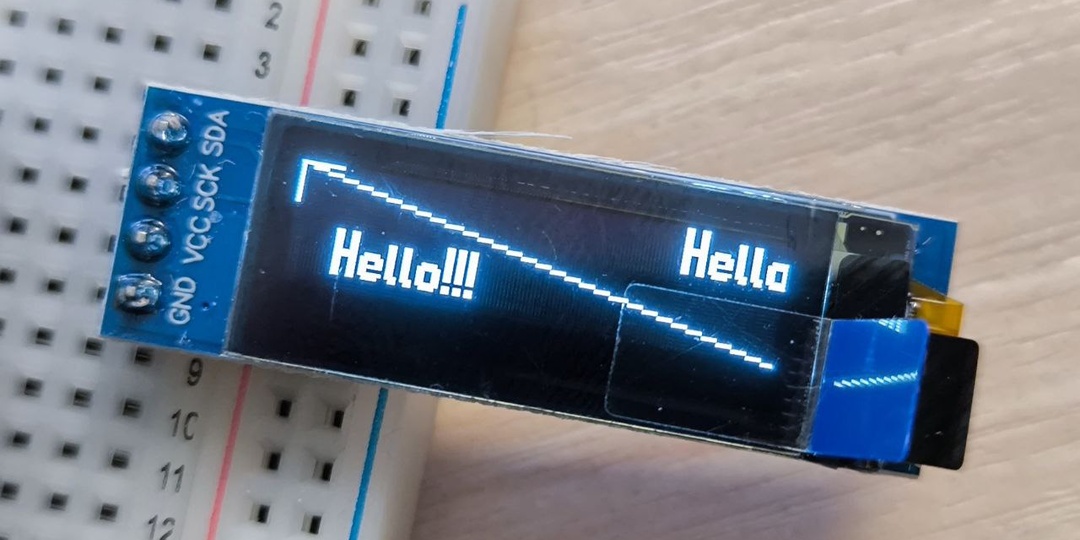 2
3
SDA
SCK
VCC
GND
Hello!!!
Hello
9
10
11
12